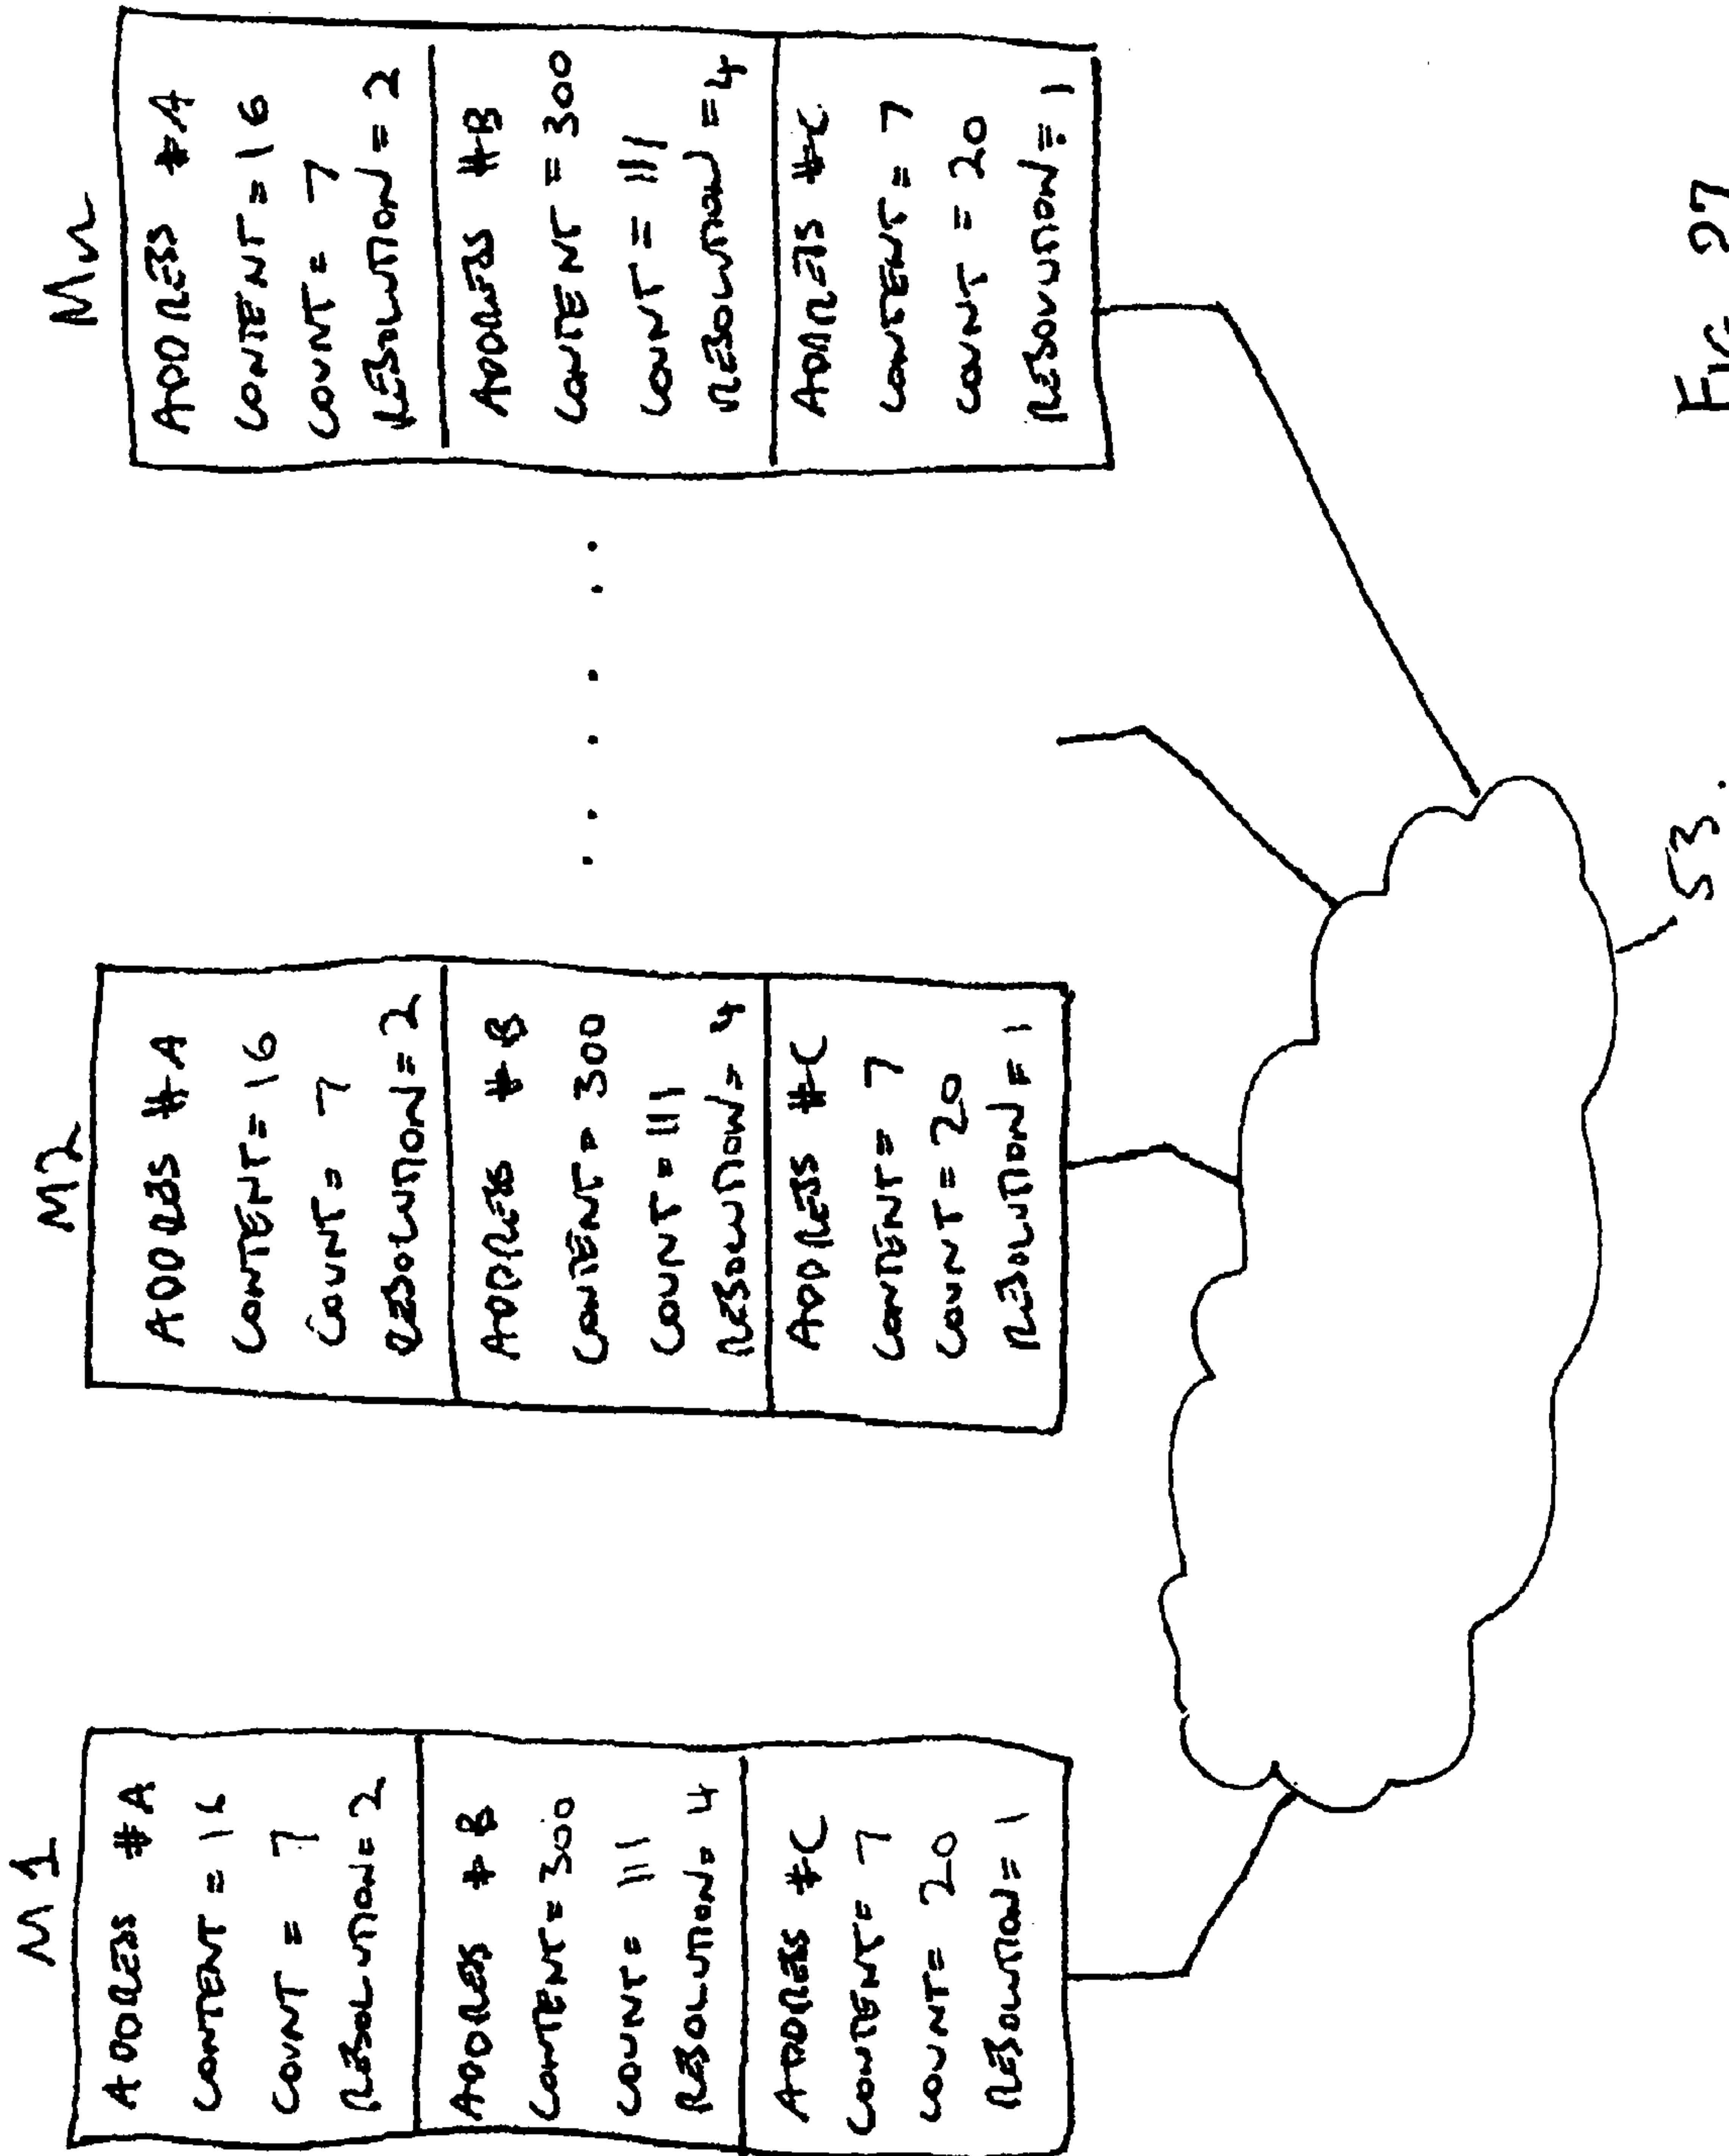 M1
ADDRESS #A
CONTENT = 16
COUNT = 7
RESOLUTION = 2
ADDRESS #B
CONTENT = 300
COUNT = 111
RESOLUTION = 4
ADDRESS #C
CONTENT = 7
COUNT = 20
RESOLUTION = 1
M2
ADDRESS #A
CONTENT = 16
COUNT = 7
RESOLUTION = 2
ADDRESS #B
CONTENT = 300
COUNT = 111
RESOLUTION = 4
ADDRESS #C
CONTENT = 7
COUNT = 20
RESOLUTION = 1
Mn
ADDRESS #A
CONTENT = 16
COUNT = 7
RESOLUTION = 2
ADDRESS #B
CONTENT = 300
COUNT = 111
RESOLUTION = 4
ADDRESS #C
CONTENT = 7
COUNT = 20
RESOLUTION = 1
53.
FIG 27